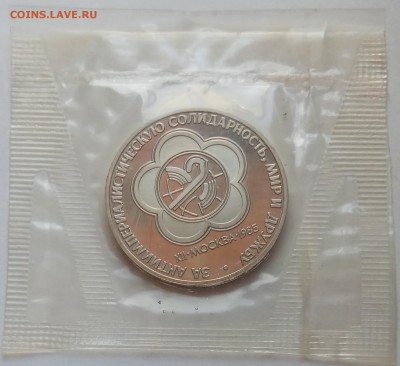 COINS.LAVE.RU
ЗА АНТИИМПЕРИАЛИСТИЧЕСКУЮ СОЛИДАРНОСТЬ, МИР И ДРУЖБУ
XII·МОСКВА·1985